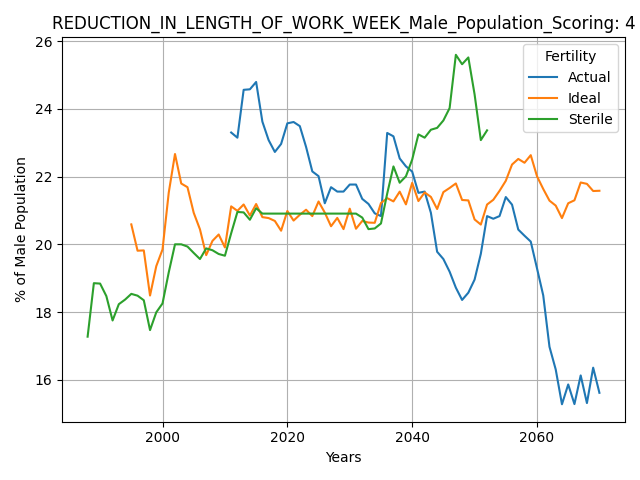 REDUCTION_IN_LENGTH_OF_WORK_WEEK_Male_Population_Scoring: 4
26
24
22
20
18
16
% of Male Population
Fertility
Actual
Ideal
Sterile
2000
2020
2040
2060
Years